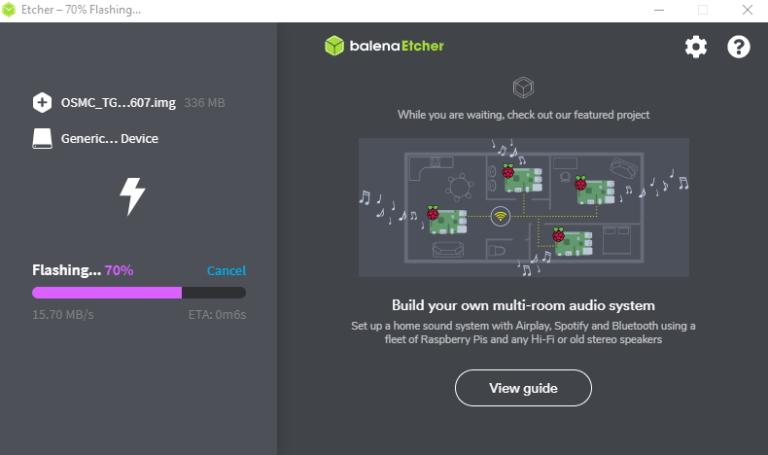 Etcher – 70% Flashing...
balenaEtcher
OSMC_TG...607.img 336 MB
Generic... Device
Flashing... 70% Cancel
15.70 MB/s ETA: 0m6s
While you are waiting, check out our featured project
Build your own multi-room audio system
Set up a home sound system with Airplay, Spotify and Bluetooth using a
fleet of Raspberry Pis and any Hi-Fi or old stereo speakers
View guide